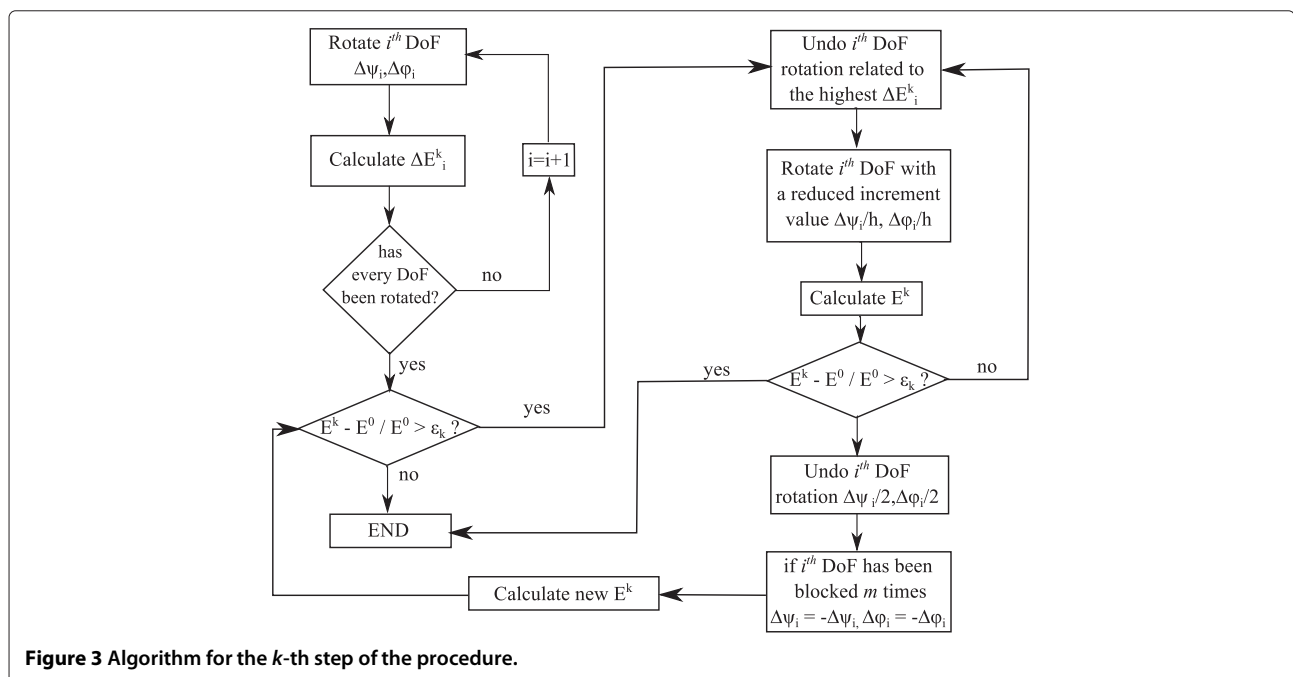 Rotate i^th DoF
Δψ_i,Δφ_i
Calculate ΔE^k_i
i=i+1
has
every DoF
been rotated?
no
yes
E^k - E^0 / E^0 > ε_k ?
yes
no
END
Undo i^th DoF
rotation related to
the highest ΔE^k_i
Rotate i^th DoF with
a reduced increment
value Δψ_i/h, Δφ_i/h
Calculate E^k
E^k - E^0 / E^0 > ε_k ?
yes
no
Undo i^th DoF
rotation Δψ_i/2,Δφ_i/2
if i^th DoF has been
blocked m times
Δψ_i = -Δψ_i, Δφ_i = -Δφ_i
Calculate new E^k
Figure 3 Algorithm for the k-th step of the procedure.